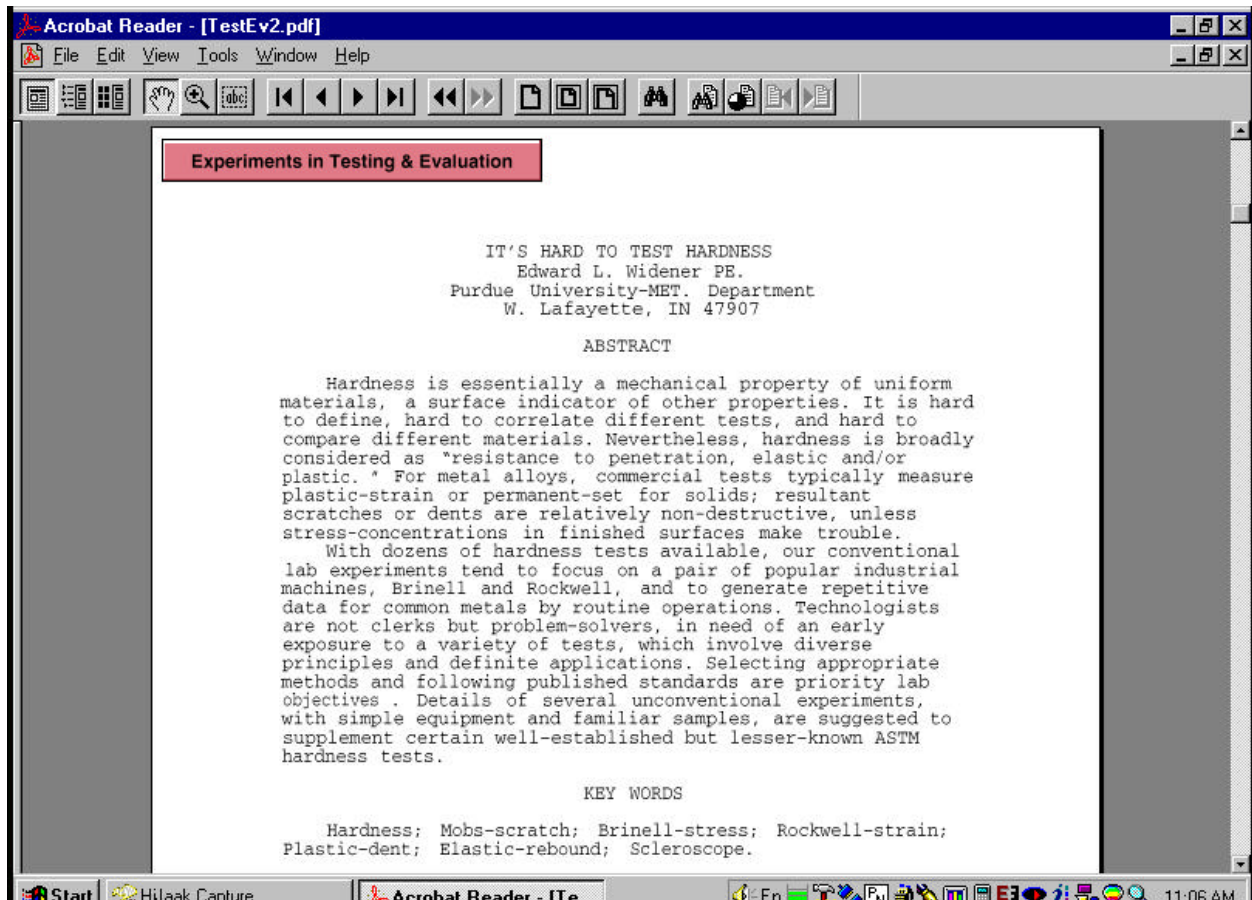 Acrobat Reader - [TestEv2.pdf]
File Edit View Tools Window Help
abc
Experiments in Testing & Evaluation
IT'S HARD TO TEST HARDNESS
Edward L. Widener PE.
Purdue University-MET. Department
W. Lafayette, IN 47907
ABSTRACT
Hardness is essentially a mechanical property of uniform
materials, a surface indicator of other properties. It is hard
to define, hard to correlate different tests, and hard to
compare different materials. Nevertheless, hardness is broadly
considered as "resistance to penetration, elastic and/or
plastic. " For metal alloys, commercial tests typically measure
plastic-strain or permanent-set for solids; resultant
scratches or dents are relatively non-destructive, unless
stress-concentrations in finished surfaces make trouble.
With dozens of hardness tests available, our conventional
lab experiments tend to focus on a pair of popular industrial
machines, Brinell and Rockwell, and to generate repetitive
data for common metals by routine operations. Technologists
are not clerks but problem-solvers, in need of an early
exposure to a variety of tests, which involve diverse
principles and definite applications. Selecting appropriate
methods and following published standards are priority lab
objectives . Details of several unconventional experiments,
with simple equipment and familiar samples, are suggested to
supplement certain well-established but lesser-known ASTM
hardness tests.
KEY WORDS
Hardness; Mobs-scratch; Brinell-stress; Rockwell-strain;
Plastic-dent; Elastic-rebound; Scleroscope.
Start HiJaak Capture Acrobat Reader - [Te... En 11:06 AM